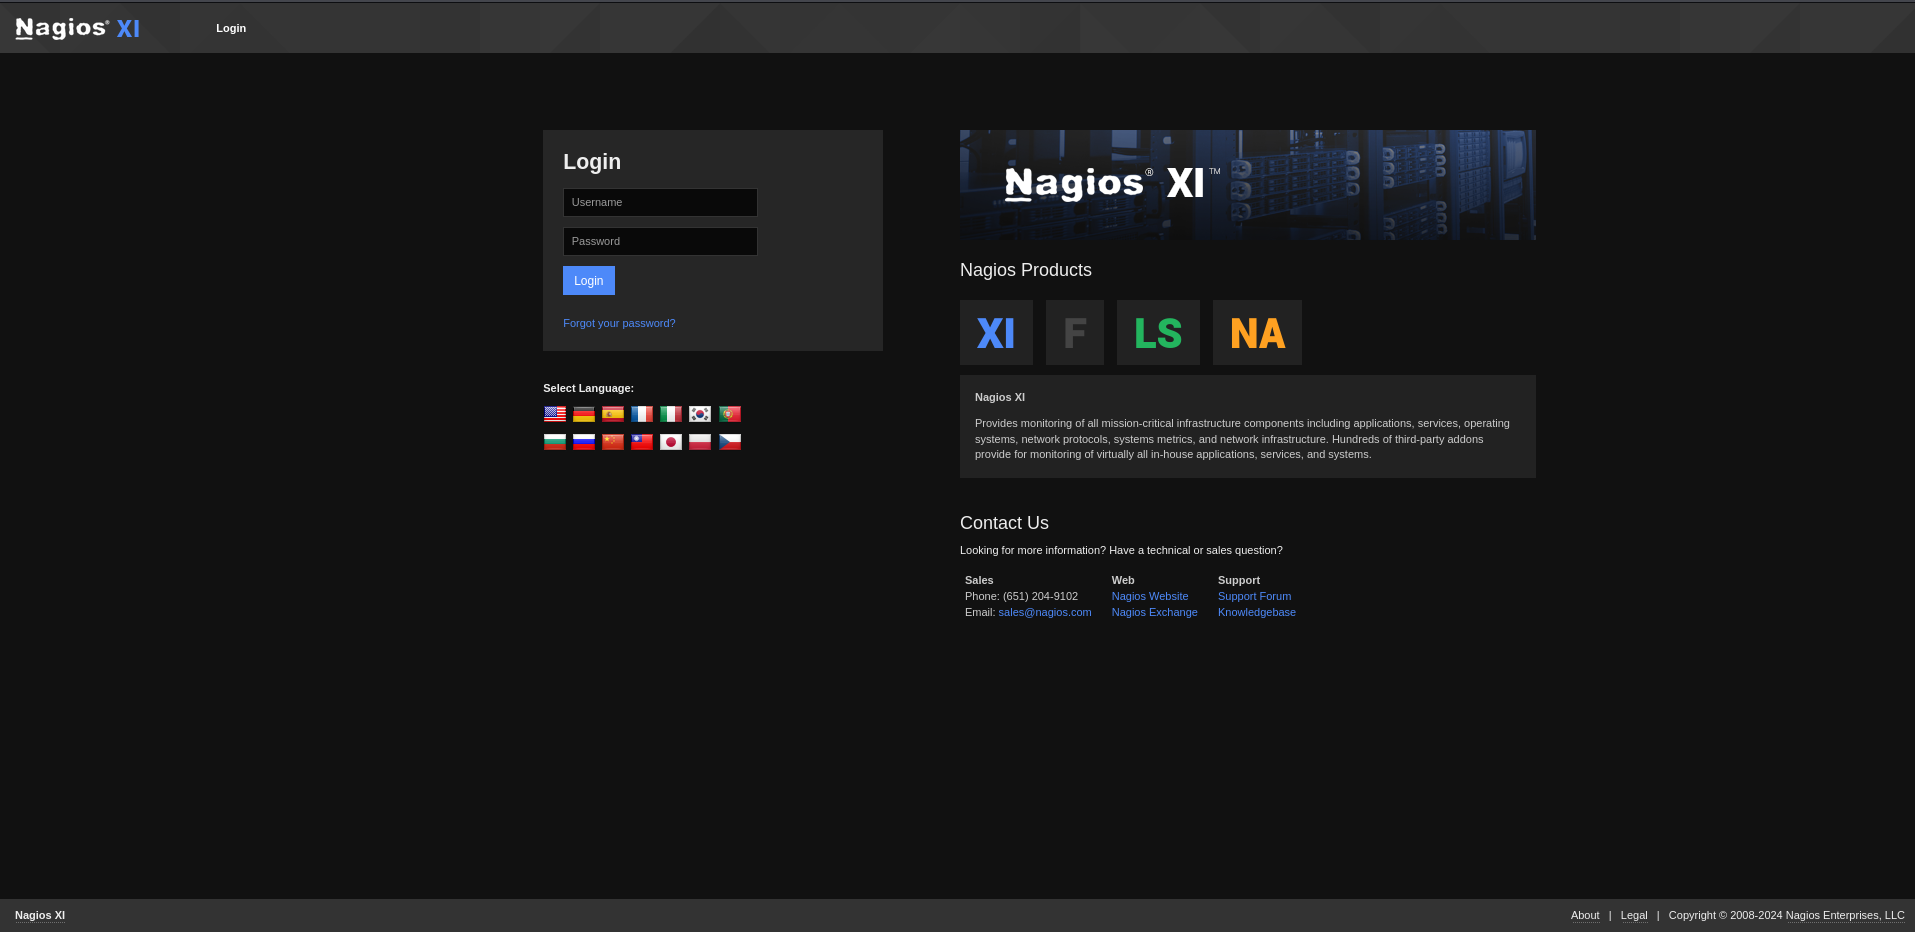 Nagios® XI
Login
Login
Username
Password
Login
Forgot your password?
Select Language:
Nagios® XI™
Nagios Products
XI F LS NA
Nagios XI
Provides monitoring of all mission-critical infrastructure components including applications, services, operating
systems, network protocols, systems metrics, and network infrastructure. Hundreds of third-party addons
provide for monitoring of virtually all in-house applications, services, and systems.
Contact Us
Looking for more information? Have a technical or sales question?
Sales Web Support
Phone: (651) 204-9102 Nagios Website Support Forum
Email: sales@nagios.com Nagios Exchange Knowledgebase
Nagios XI
About | Legal | Copyright © 2008-2024 Nagios Enterprises, LLC